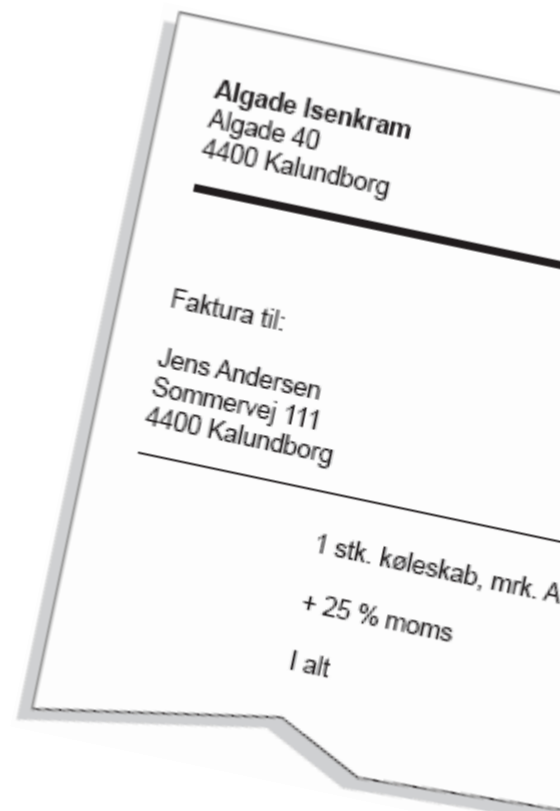 Algade Isenkram
Algade 40
4400 Kalundborg
Faktura til:
Jens Andersen
Sommervej 111
4400 Kalundborg
1 stk. køleskab, mrk. A
+ 25 % moms
I alt